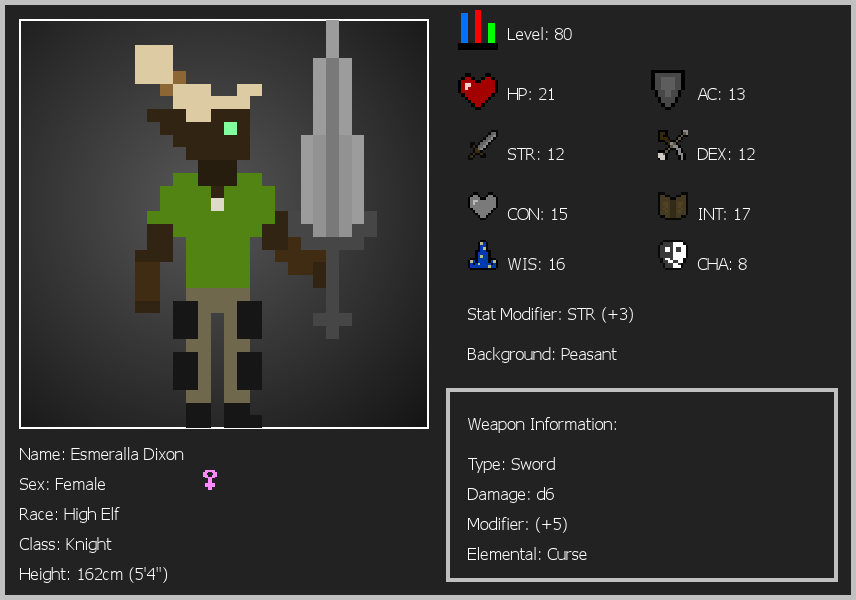 Level: 80
HP: 21
AC: 13
STR: 12
DEX: 12
CON: 15
INT: 17
WIS: 16
CHA: 8
Stat Modifier: STR (+3)
Background: Peasant
Weapon Information:
Type: Sword
Damage: d6
Modifier: (+5)
Elemental: Curse
Name: Esmeralla Dixon
Sex: Female
Race: High Elf
Class: Knight
Height: 162cm (5'4")